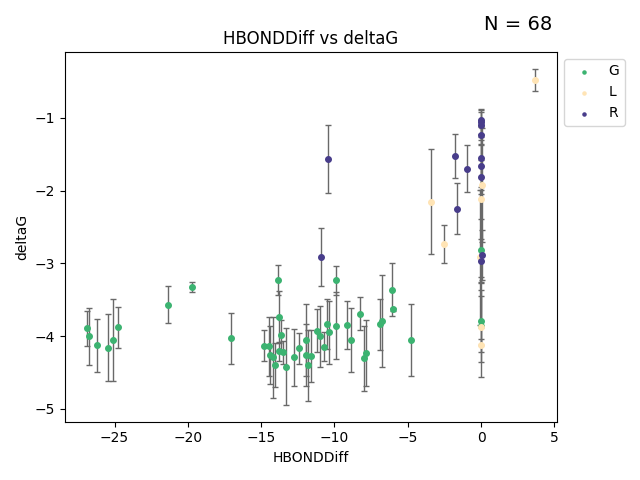 N = 68
HBONDDiff vs deltaG
G
L
R
−1
−2
−3
−4
−5
deltaG
−25
−20
−15
−10
−5
0
5
HBONDDiff